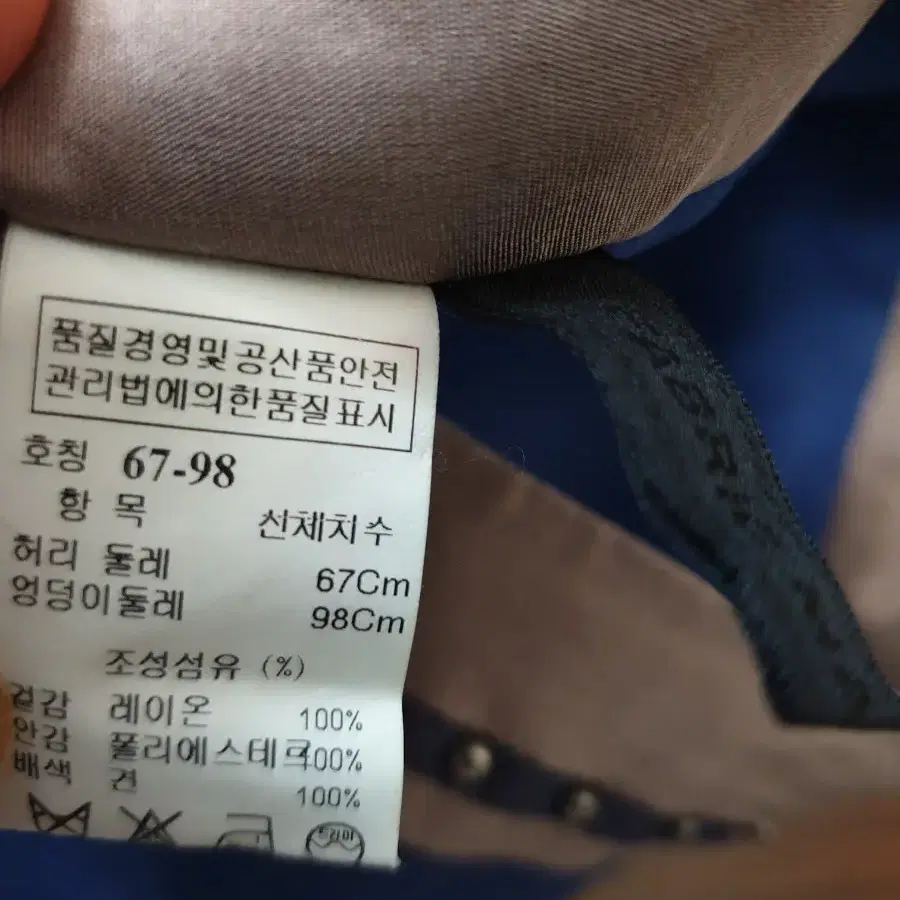 품질경영및공산품안전
관리법에의한품질표시
호칭 67-98
항 목 신체치수
허리 둘레 67Cm
엉덩이둘레 98Cm
조성섬유 (%)
겉감 레이온 100%
안감 폴리에스테르 100%
배색 견 100%
드라이